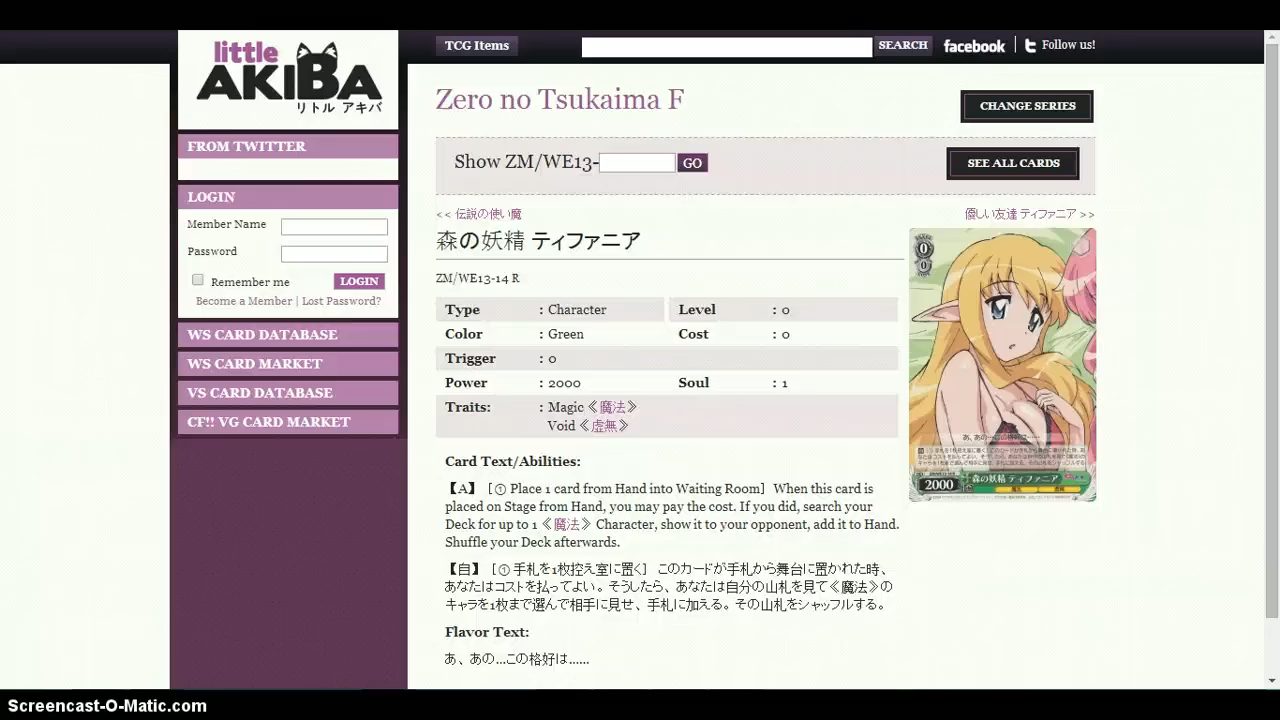 little
AKIBA
リトル アキバ
TCG Items
SEARCH
facebook
Follow us!
FROM TWITTER
LOGIN
Member Name
Password
Remember me
LOGIN
Become a Member | Lost Password?
WS CARD DATABASE
WS CARD MARKET
VS CARD DATABASE
CF!! VG CARD MARKET
Zero no Tsukaima F
CHANGE SERIES
Show ZM/WE13-
GO
SEE ALL CARDS
<< 伝説の使い魔
優しい友達 ティファニア >>
森の妖精 ティファニア
ZM/WE13-14 R
Type : Character Level : 0
Color : Green Cost : 0
Trigger : 0
Power : 2000 Soul : 1
Traits: : Magic 《魔法》
Void 《虚無》
Card Text/Abilities:
【A】 [① Place 1 card from Hand into Waiting Room] When this card is
placed on Stage from Hand, you may pay the cost. If you did, search your
Deck for up to 1 《魔法》 Character, show it to your opponent, add it to Hand.
Shuffle your Deck afterwards.
【自】 [① 手札を1枚控え室に置く] このカードが手札から舞台に置かれた時、
あなたはコストを払ってよい。そうしたら、あなたは自分の山札を見て《魔法》の
キャラを1枚まで選んで相手に見せ、手札に加える。その山札をシャッフルする。
Flavor Text:
あ、あの…この格好は……
0
0
あ、あの…この格好は……
2000
森の妖精 ティファニア
Screencast-O-Matic.com